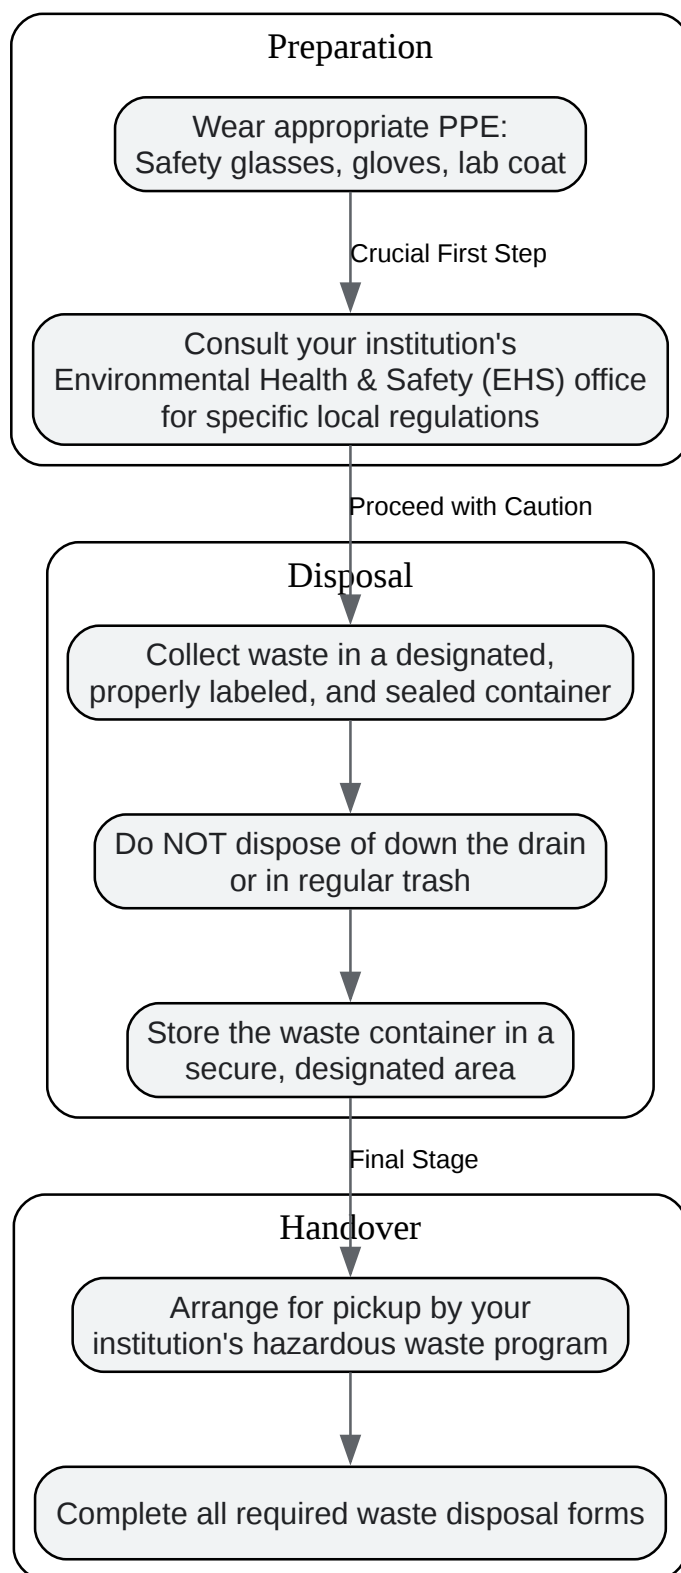 Preparation
Wear appropriate PPE:
Safety glasses, gloves, lab coat
Crucial First Step
Consult your institution's
Environmental Health & Safety (EHS) office
for specific local regulations
Proceed with Caution
Disposal
Collect waste in a designated,
properly labeled, and sealed container
Do NOT dispose of down the drain
or in regular trash
Store the waste container in a
secure, designated area
Final Stage
Handover
Arrange for pickup by your
institution's hazardous waste program
Complete all required waste disposal forms